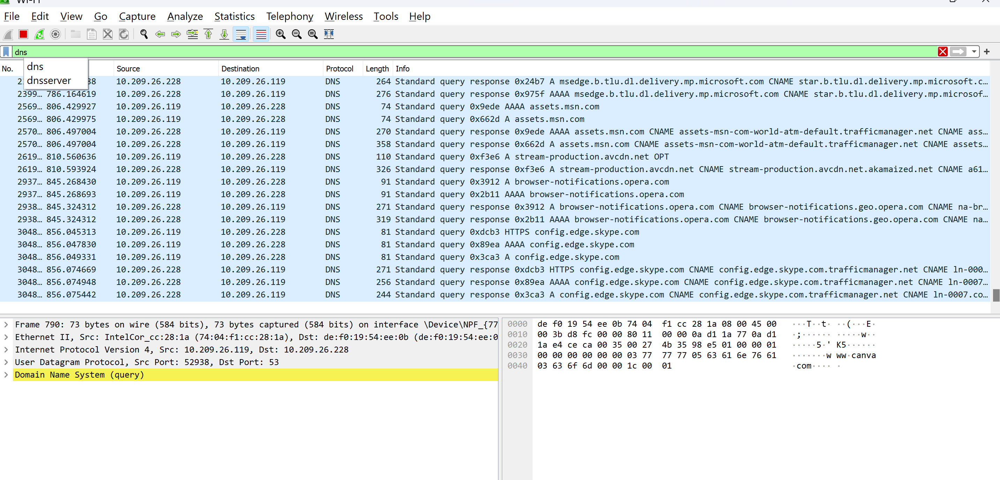 Wi-Fi
File Edit View Go Capture Analyze Statistics Telephony Wireless Tools Help
dns
dns
dnsserver
No. Source Destination Protocol Length Info
2 88 10.209.26.228 10.209.26.119 DNS 264 Standard query response 0x24b7 A msedge.b.tlu.dl.delivery.mp.microsoft.com CNAME star.b.tlu.dl.delivery.mp.microsoft.c…
2399… 786.164619 10.209.26.228 10.209.26.119 DNS 276 Standard query response 0x975f AAAA msedge.b.tlu.dl.delivery.mp.microsoft.com CNAME star.b.tlu.dl.delivery.mp.microsof…
2569… 806.429927 10.209.26.119 10.209.26.228 DNS 74 Standard query 0x9ede AAAA assets.msn.com
2569… 806.429975 10.209.26.119 10.209.26.228 DNS 74 Standard query 0x662d A assets.msn.com
2570… 806.497004 10.209.26.228 10.209.26.119 DNS 270 Standard query response 0x9ede AAAA assets.msn.com CNAME assets-msn-com-world-atm-default.trafficmanager.net CNAME ass…
2570… 806.497004 10.209.26.228 10.209.26.119 DNS 358 Standard query response 0x662d A assets.msn.com CNAME assets-msn-com-world-atm-default.trafficmanager.net CNAME assets…
2619… 810.560636 10.209.26.119 10.209.26.228 DNS 110 Standard query 0xf3e6 A stream-production.avcdn.net OPT
2619… 810.593924 10.209.26.228 10.209.26.119 DNS 326 Standard query response 0xf3e6 A stream-production.avcdn.net CNAME stream-production.avcdn.net.akamaized.net CNAME a61…
2937… 845.268430 10.209.26.119 10.209.26.228 DNS 91 Standard query 0x3912 A browser-notifications.opera.com
2937… 845.268693 10.209.26.119 10.209.26.228 DNS 91 Standard query 0x2b11 AAAA browser-notifications.opera.com
2938… 845.324312 10.209.26.228 10.209.26.119 DNS 271 Standard query response 0x3912 A browser-notifications.opera.com CNAME browser-notifications.geo.opera.com CNAME na-br…
2938… 845.324312 10.209.26.228 10.209.26.119 DNS 319 Standard query response 0x2b11 AAAA browser-notifications.opera.com CNAME browser-notifications.geo.opera.com CNAME na…
3048… 856.045313 10.209.26.119 10.209.26.228 DNS 81 Standard query 0xdcb3 HTTPS config.edge.skype.com
3048… 856.047830 10.209.26.119 10.209.26.228 DNS 81 Standard query 0x89ea AAAA config.edge.skype.com
3048… 856.049331 10.209.26.119 10.209.26.228 DNS 81 Standard query 0x3ca3 A config.edge.skype.com
3048… 856.074669 10.209.26.228 10.209.26.119 DNS 271 Standard query response 0xdcb3 HTTPS config.edge.skype.com CNAME config.edge.skype.com.trafficmanager.net CNAME ln-000…
3048… 856.074948 10.209.26.228 10.209.26.119 DNS 256 Standard query response 0x89ea AAAA config.edge.skype.com CNAME config.edge.skype.com.trafficmanager.net CNAME ln-0007…
3048… 856.075442 10.209.26.228 10.209.26.119 DNS 244 Standard query response 0x3ca3 A config.edge.skype.com CNAME config.edge.skype.com.trafficmanager.net CNAME ln-0007.co…
Frame 790: 73 bytes on wire (584 bits), 73 bytes captured (584 bits) on interface \Device\NPF_{77
Ethernet II, Src: IntelCor_cc:28:1a (74:04:f1:cc:28:1a), Dst: de:f0:19:54:ee:0b (de:f0:19:54:ee:0
Internet Protocol Version 4, Src: 10.209.26.119, Dst: 10.209.26.228
User Datagram Protocol, Src Port: 52938, Dst Port: 53
Domain Name System (query)
0000 de f0 19 54 ee 0b 74 04 f1 cc 28 1a 08 00 45 00 ···T··t· ··(···E·
0010 00 3b d8 fc 00 00 80 11 00 00 0a d1 1a 77 0a d1 ·;······ ·····w··
0020 1a e4 ce ca 00 35 00 27 4b 35 98 e5 01 00 00 01 ·····5·' K5······
0030 00 00 00 00 00 00 03 77 77 77 05 63 61 6e 76 61 ·······w ww·canva
0040 03 63 6f 6d 00 00 1c 00 01 ·com···· ·